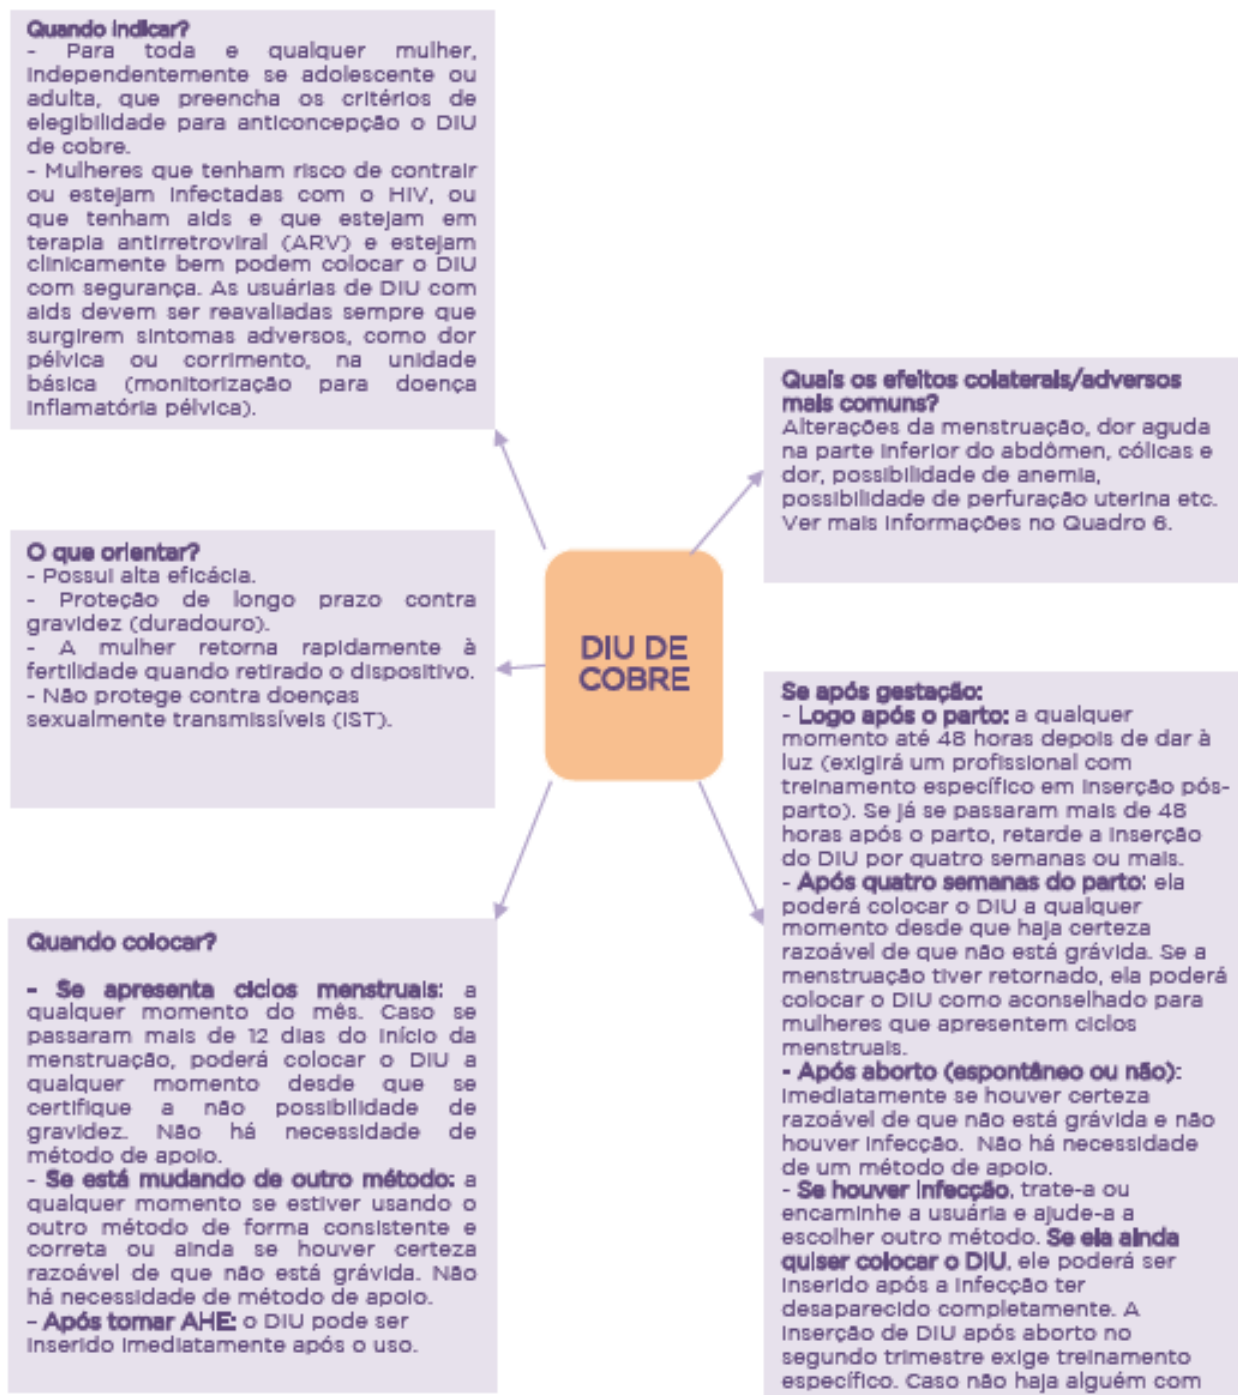 Quando indicar?
- Para toda e qualquer mulher,
independentemente se adolescente ou
adulta, que preencha os critérios de
elegibilidade para anticoncepção o DIU
de cobre.
- Mulheres que tenham risco de contrair
ou estejam infectadas com o HIV, ou
que tenham aids e que estejam em
terapia antirretroviral (ARV) e estejam
clinicamente bem podem colocar o DIU
com segurança. As usuárias de DIU com
aids devem ser reavaliadas sempre que
surgirem sintomas adversos, como dor
pélvica ou corrimento, na unidade
básica (monitorização para doença
inflamatória pélvica).
Quais os efeitos colaterais/adversos
mais comuns?
Alterações da menstruação, dor aguda
na parte inferior do abdômen, cólicas e
dor, possibilidade de anemia,
possibilidade de perfuração uterina etc.
Ver mais informações no Quadro 6.
O que orientar?
- Possui alta eficácia.
- Proteção de longo prazo contra
gravidez (duradouro).
- A mulher retorna rapidamente à
fertilidade quando retirado o dispositivo.
- Não protege contra doenças
sexualmente transmissíveis (IST).
DIU DE
COBRE
Se após gestação:
- Logo após o parto: a qualquer
momento até 48 horas depois de dar à
luz (exigirá um profissional com
treinamento específico em inserção pós-
parto). Se já se passaram mais de 48
horas após o parto, retarde a inserção
do DIU por quatro semanas ou mais.
- Após quatro semanas do parto: ela
poderá colocar o DIU a qualquer
momento desde que haja certeza
razoável de que não está grávida. Se a
menstruação tiver retornado, ela poderá
colocar o DIU como aconselhado para
mulheres que apresentem ciclos
menstruais.
- Após aborto (espontâneo ou não):
imediatamente se houver certeza
razoável de que não está grávida e não
houver infecção. Não há necessidade
de um método de apoio.
- Se houver infecção, trate-a ou
encaminhe a usuária e ajude-a a
escolher outro método. Se ela ainda
quiser colocar o DIU, ele poderá ser
inserido após a infecção ter
desaparecido completamente. A
inserção de DIU após aborto no
segundo trimestre exige treinamento
específico. Caso não haja alguém com
Quando colocar?
- Se apresenta ciclos menstruais: a
qualquer momento do mês. Caso se
passaram mais de 12 dias do início da
menstruação, poderá colocar o DIU a
qualquer momento desde que se
certifique a não possibilidade de
gravidez. Não há necessidade de
método de apoio.
- Se está mudando de outro método: a
qualquer momento se estiver usando o
outro método de forma consistente e
correta ou ainda se houver certeza
razoável de que não está grávida. Não
há necessidade de método de apoio.
- Após tomar AHE: o DIU pode ser
inserido imediatamente após o uso.